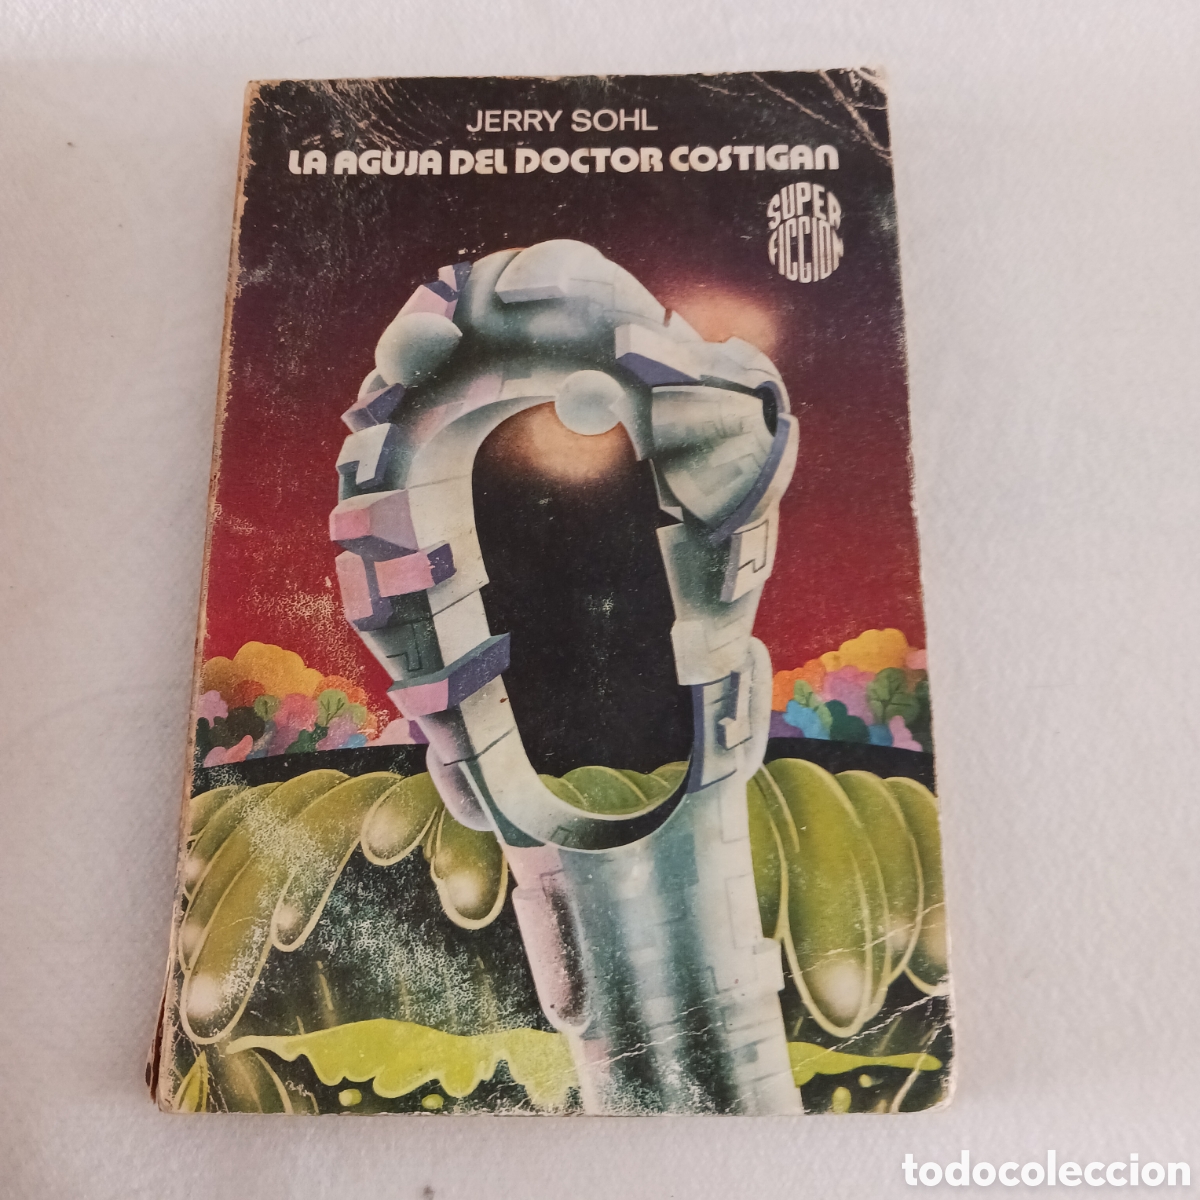 JERRY SOHL
LA AGUJA DEL DOCTOR COSTIGAN
SUPER
FICCION
todocoleccion